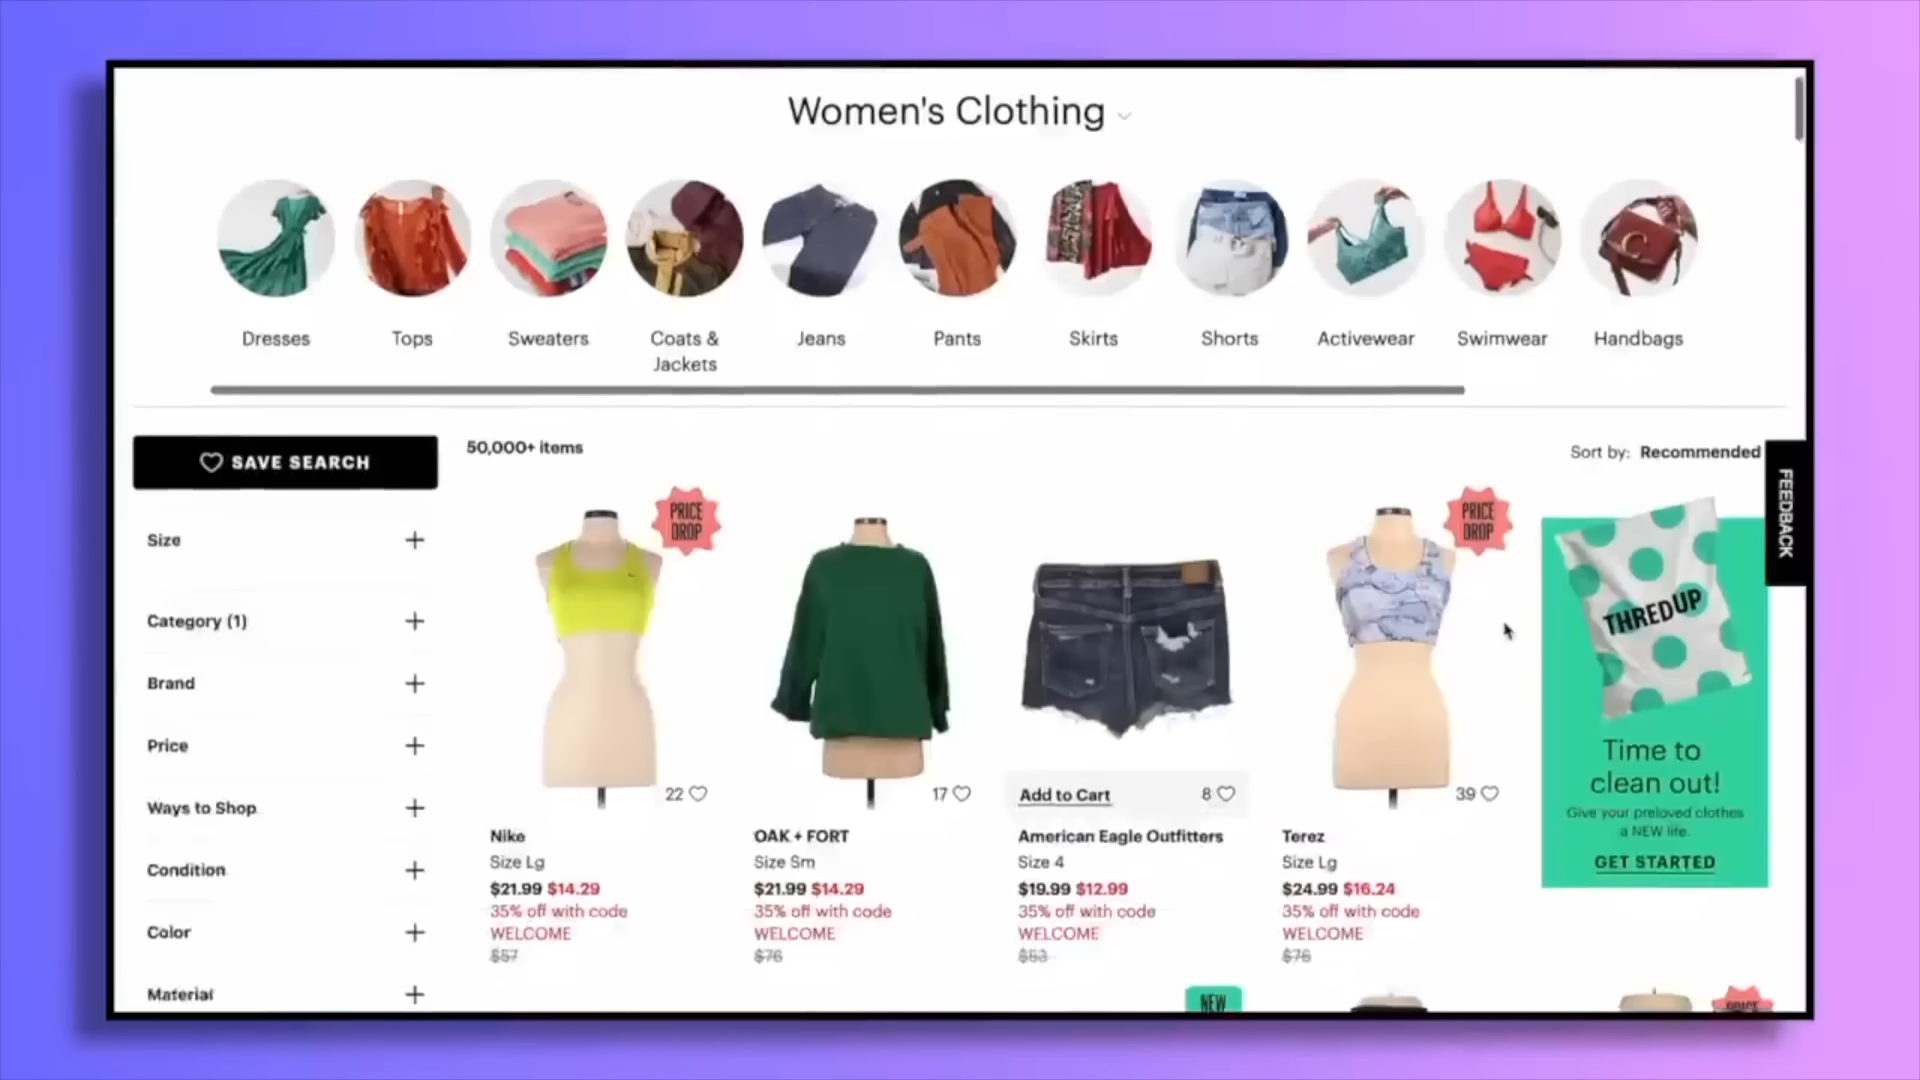 Women's Clothing
Dresses
Tops
Sweaters
Coats &
Jackets
Jeans
Pants
Skirts
Shorts
Activewear
Swimwear
Handbags
SAVE SEARCH
50,000+ items
Sort by: Recommended
FEEDBACK
Size
Category (1)
Brand
Price
Ways to Shop
Condition
Color
Material
PRICE
DROP
22
Nike
Size Lg
$21.99 $14.29
35% off with code
WELCOME
$57
17
OAK + FORT
Size Sm
$21.99 $14.29
35% off with code
WELCOME
$76
Add to Cart
8
American Eagle Outfitters
Size 4
$19.99 $12.99
35% off with code
WELCOME
$53
PRICE
DROP
39
Terez
Size Lg
$24.99 $16.24
35% off with code
WELCOME
$76
THREDUP
Time to
clean out!
Give your preloved clothes
a NEW life.
GET STARTED
NEW
PRICE